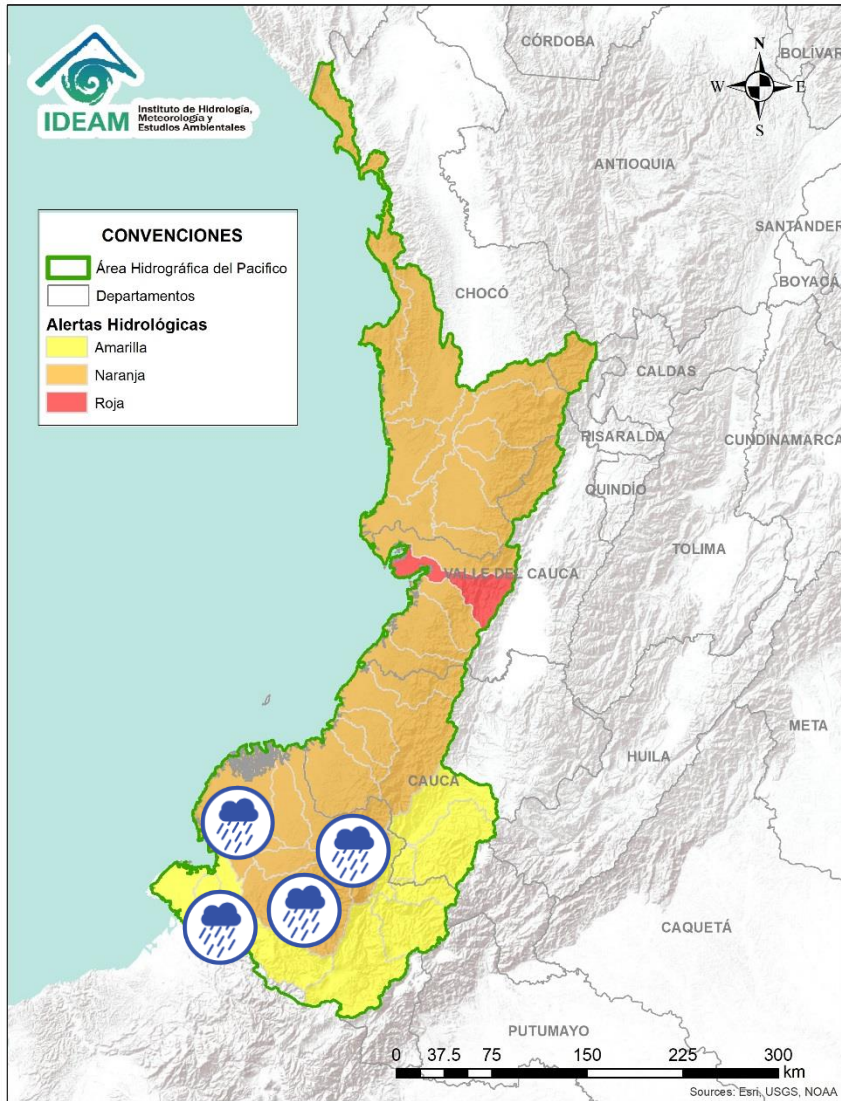 IDEAM
Instituto de Hidrología,
Meteorología y
Estudios Ambientales
CÓRDOBA
BOLÍVAR
N
W
E
S
ANTIOQUIA
SANTANDER
BOYACÁ
CONVENCIONES
Área Hidrográfica del Pacifico
Departamentos
Alertas Hidrológicas
Amarilla
Naranja
Roja
CHOCÓ
CALDAS
RISARALDA
CUNDINAMARCA
QUINDÍO
TOLIMA
VALLE DEL CAUCA
META
HUILA
CAUCA
CAQUETÁ
PUTUMAYO
0 37.5 75 150 225 300
km
Sources: Esri, USGS, NOAA